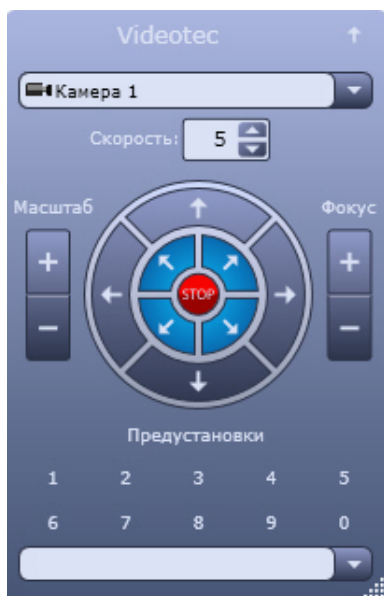 Videotec
Камера 1
Скорость: 5
Масштаб
Фокус
STOP
Предустановки
1 2 3 4 5
6 7 8 9 0